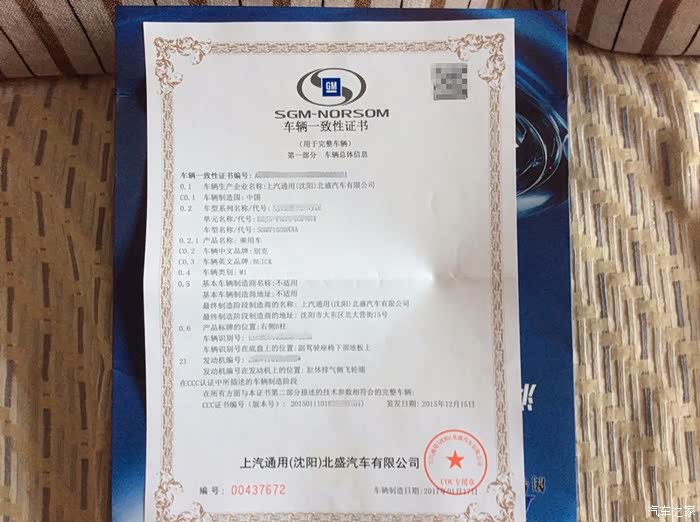 GM
SGM-NORSOM
车辆一致性证书
(用于完整车辆)
第一部分 车辆总体信息
车辆一致性证书编号:
0.1 车辆生产企业名称:上汽通用(沈阳)北盛汽车有限公司
C0.1 车辆制造国:中国
0.2 车型系列名称/代号:
单元名称/代号:
车型名称/代号:
0.2.1 产品名称:乘用车
C0.2 车辆中文品牌:别克
C0.3 车辆英文品牌:BUICK
0.4 车辆类别:M1
0.5 基本车辆制造商名称:不适用
基本车辆制造商地址:不适用
最终制造阶段制造商的名称:上汽通用(沈阳)北盛汽车有限公司
最终制造阶段制造商的地址:沈阳市大东区北大营街15号
0.6 产品标牌的位置:右侧B柱
车辆识别号:
车辆识别号在底盘上的位置:副驾驶座椅下部地板上
21 发动机编号:
发动机编号在发动机上的位置:缸体排气侧飞轮端
在CCC认证中所描述的车辆制造阶段
在所有方面与本证书第二部分描述的技术参数相符合的完整车辆:
CCC证书编号(版本号):2015011101 签发日期:2015年12月15日
上汽通用(沈阳)北盛汽车有限公司
COC专用章
编号:00437672 车辆制造日期:2017年01月17日
汽车之家